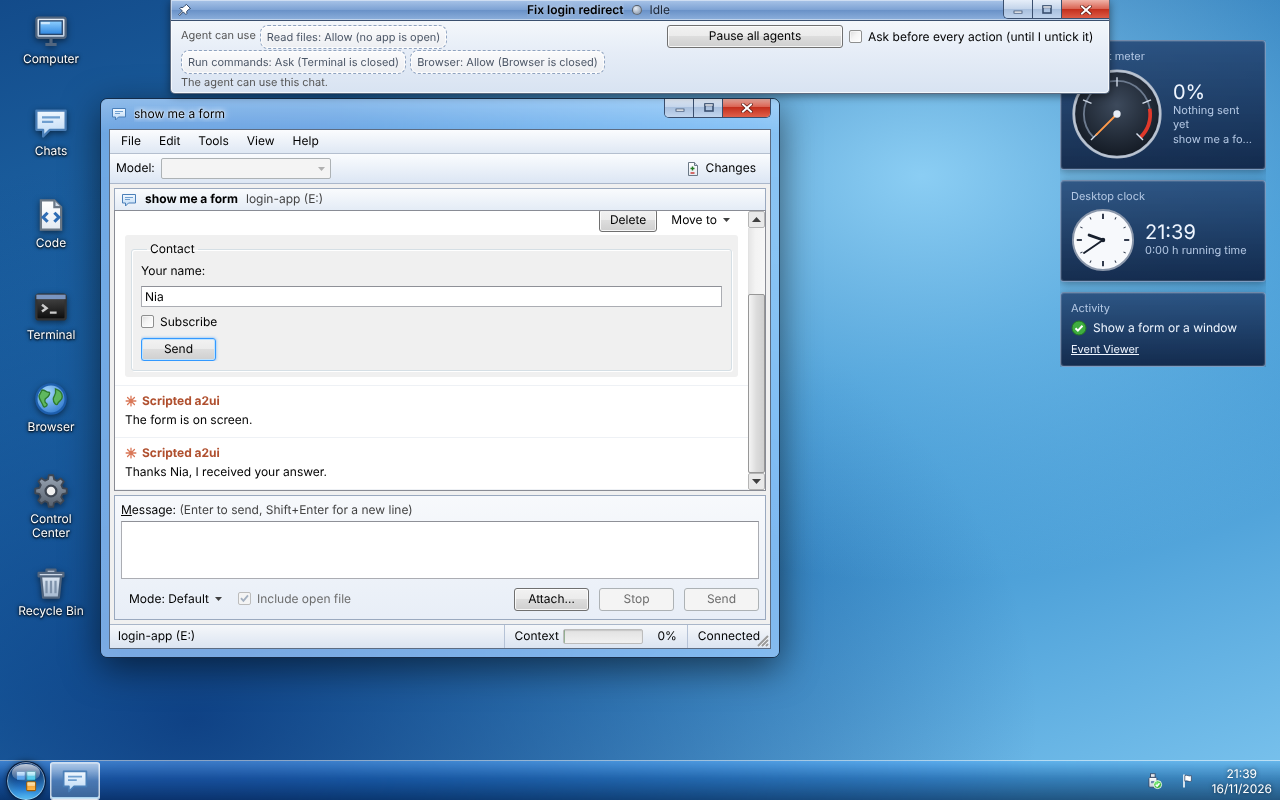 Fix login redirect Idle
Agent can use Read files: Allow (no app is open)
Pause all agents
Ask before every action (until I untick it)
Run commands: Ask (Terminal is closed) Browser: Allow (Browser is closed)
The agent can use this chat.
Computer
Chats
Code
Terminal
Browser
Control
Center
Recycle Bin
show me a form
File Edit Tools View Help
Model:
Changes
show me a form login-app (E:)
Delete Move to
Contact
Your name:
Nia
Subscribe
Send
Scripted a2ui
The form is on screen.
Scripted a2ui
Thanks Nia, I received your answer.
Message: (Enter to send, Shift+Enter for a new line)
Mode: Default Include open file Attach... Stop Send
login-app (E:) Context 0% Connected
meter
0%
Nothing sent
yet
show me a fo...
Desktop clock
21:39
0:00 h running time
Activity
Show a form or a window
Event Viewer
21:39
16/11/2026